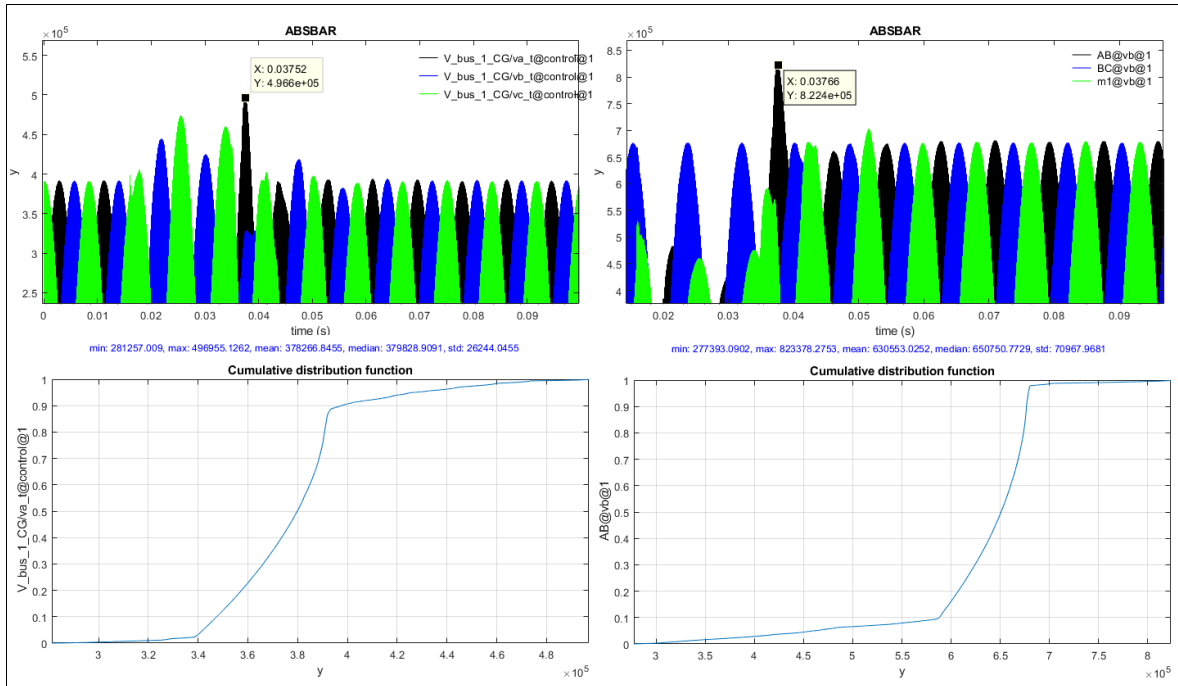 ABSBAR
×10⁵
V_bus_1_CG/va_t@control@1
V_bus_1_CG/vb_t@control@1
V_bus_1_CG/vc_t@control@1
X: 0.03752
Y: 4.966e+05
5.5
5
4.5
4
3.5
3
2.5
y
0 0.01 0.02 0.03 0.04 0.05 0.06 0.07 0.08 0.09
time (s)
min: 281257.009, max: 496955.1262, mean: 378266.8455, median: 379828.9091, std: 26244.0455
ABSBAR
×10⁵
AB@vb@1
BC@vb@1
m1@vb@1
X: 0.03766
Y: 8.224e+05
8.5
8
7.5
7
6.5
6
5.5
5
4.5
4
y
0.02 0.03 0.04 0.05 0.06 0.07 0.08 0.09
time (s)
min: 277393.0902, max: 823378.2753, mean: 630553.0252, median: 650750.7729, std: 70967.9681
Cumulative distribution function
1
0.9
0.8
0.7
0.6
0.5
0.4
0.3
0.2
0.1
0
V_bus_1_CG/va_t@control@1
3 3.2 3.4 3.6 3.8 4 4.2 4.4 4.6 4.8
y
×10⁵
Cumulative distribution function
1
0.9
0.8
0.7
0.6
0.5
0.4
0.3
0.2
0.1
0
AB@vb@1
3 3.5 4 4.5 5 5.5 6 6.5 7 7.5 8
y
×10⁵